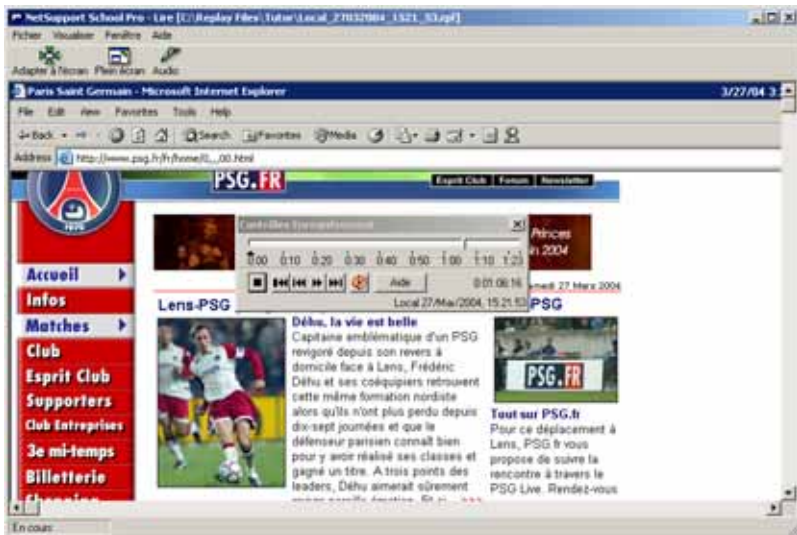 NetSupport School Pro - Lire [C:\Replay Files\Tutor\Local_27032004_1521_53.rpf]
Fichier Visualiser Fenêtre Aide
Adapter à l'écran Plein écran Audio
Paris Saint Germain - Microsoft Internet Explorer 3/27/04 3:
File Edit View Favorites Tools Help
Back Search Favorites Media
Address http://www.psg.fr/fr/home/0,,,00.html
PSG.FR
Esprit Club Forum Newsletter
1970
Princes
in 2004
0:00 0:10 0:20 0:30 0:40 0:50 1:00 1:10 1:23
Aide 0:01:06:16
Local 27/Mar/2004, 15:21:53
Accueil
Infos
Matches
Club
Esprit Club
Supporters
Club Entreprises
3e mi-temps
Billetterie
Shopping
Lens-PSG
Déhu, la vie est belle
Capitaine emblématique d'un PSG
revigoré depuis son revers à
domicile face à Lens, Frédéric
Déhu et ses coéquipiers retrouvent
cette même formation nordiste
alors qu'ils n'ont plus perdu depuis
dix-sept journées et que le
défenseur parisien connaît bien
pour y avoir réalisé ses classes et
gagné un titre. A trois points des
leaders, Déhu aimerait sûrement
amedi 27 Mars 2004
PSG
PSG.FR
Tout sur PSG.fr
Pour ce déplacement à
Lens, PSG.fr vous
propose de suivre la
rencontre à travers le
PSG Live. Rendez-vous
En cours